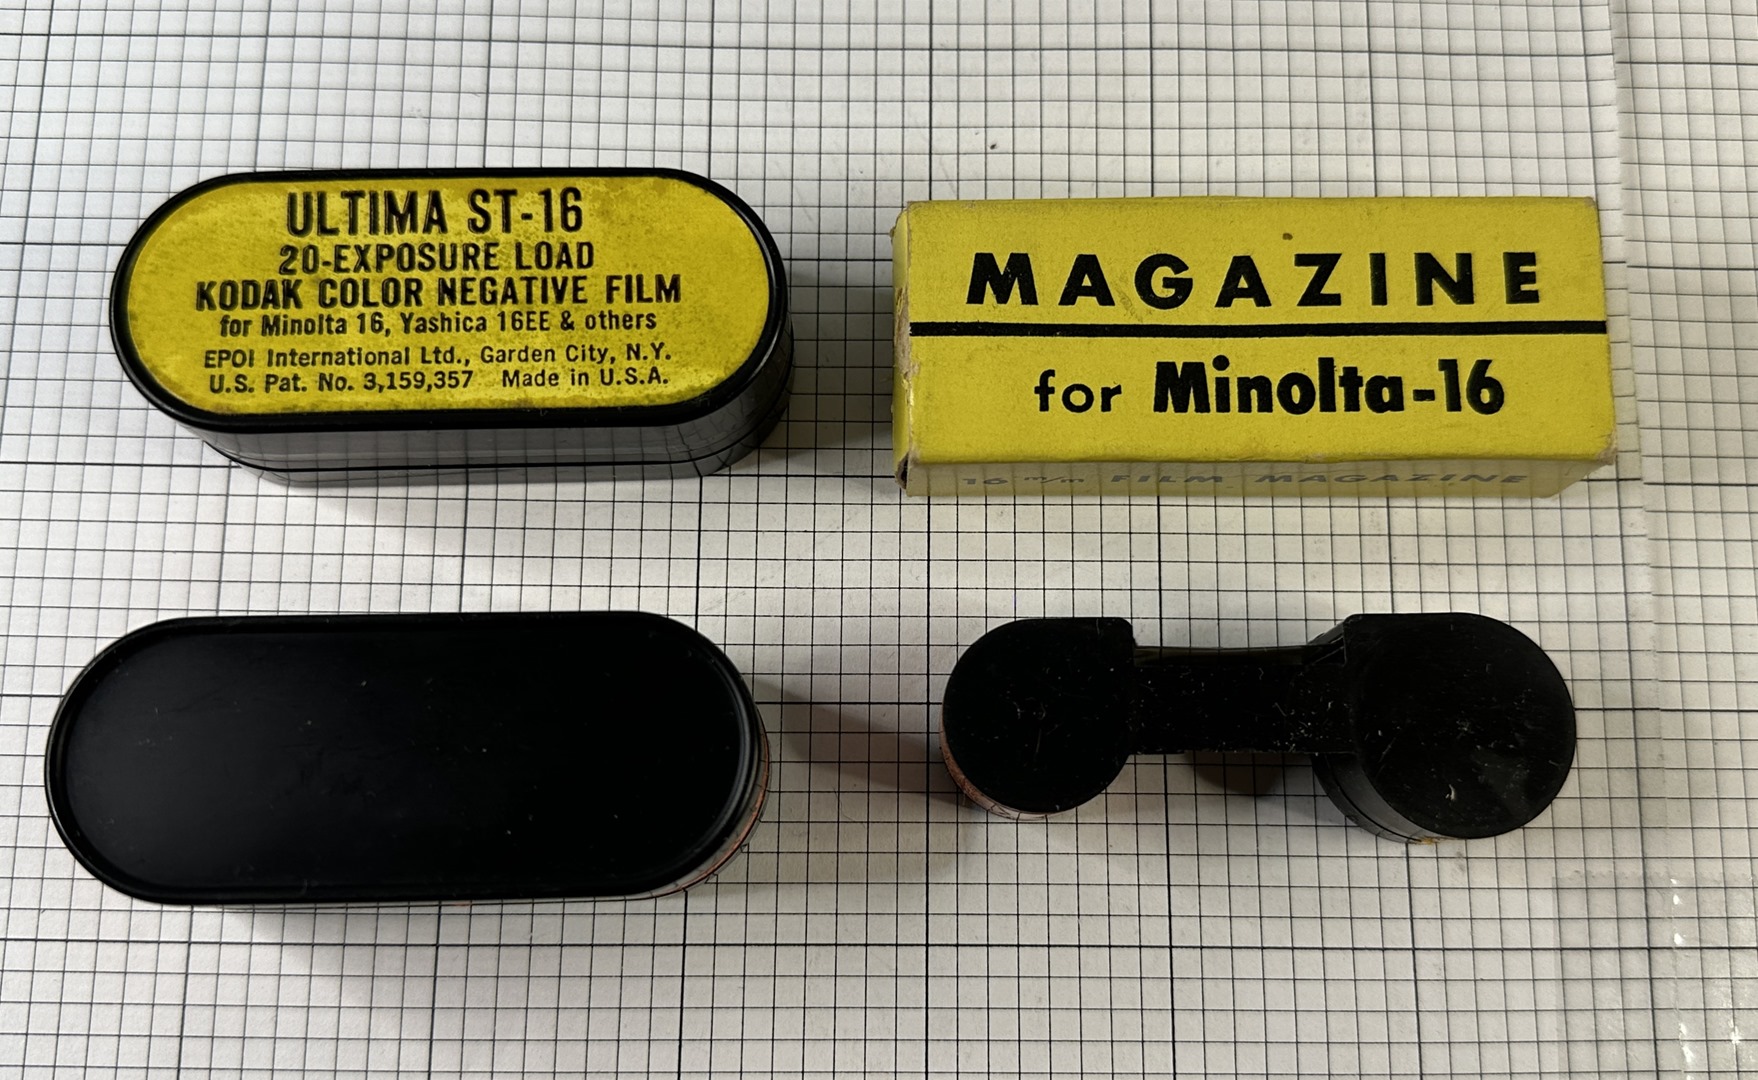 ULTIMA ST-16
20-EXPOSURE LOAD
KODAK COLOR NEGATIVE FILM
for Minolta 16, Yashica 16EE & others
EPOI International Ltd., Garden City, N.Y.
U.S. Pat. No. 3,159,357 Made in U.S.A.
MAGAZINE
for Minolta-16
16 m/m FILM MAGAZINE